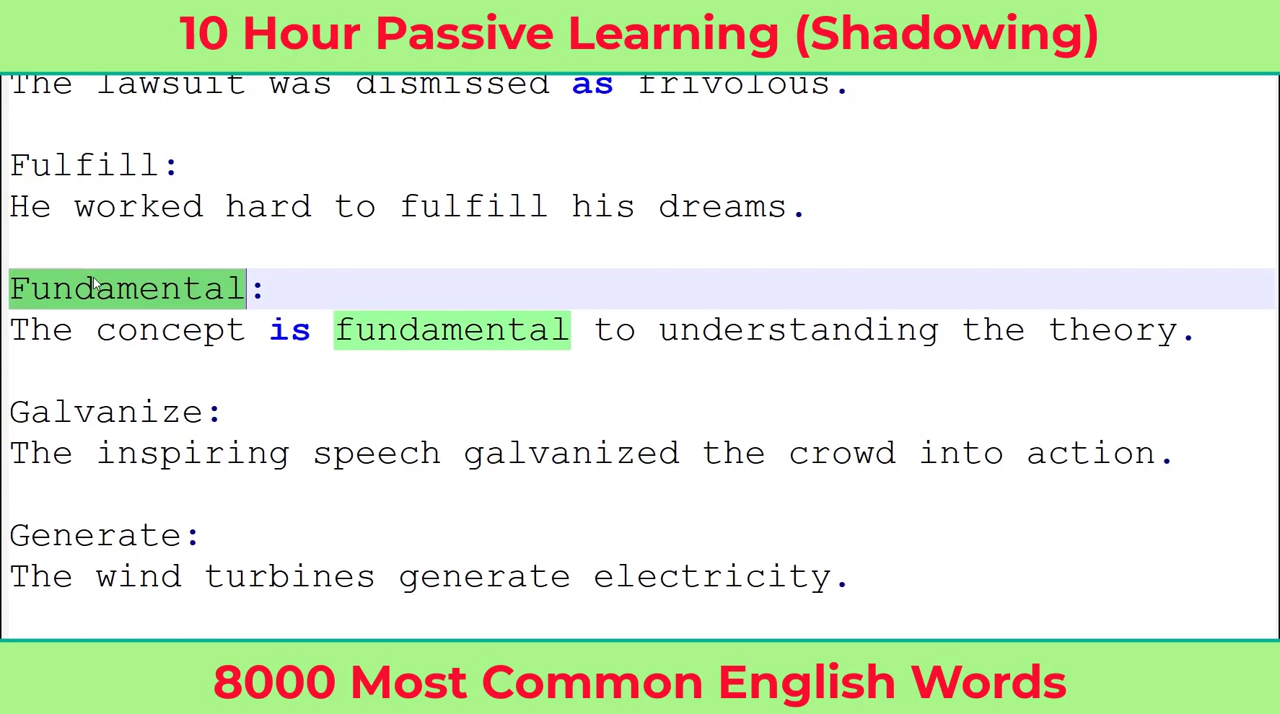 10 Hour Passive Learning (Shadowing)
The lawsuit was dismissed as frivolous.
Fulfill:
He worked hard to fulfill his dreams.
Fundamental:
The concept is fundamental to understanding the theory.
Galvanize:
The inspiring speech galvanized the crowd into action.
Generate:
The wind turbines generate electricity.
8000 Most Common English Words